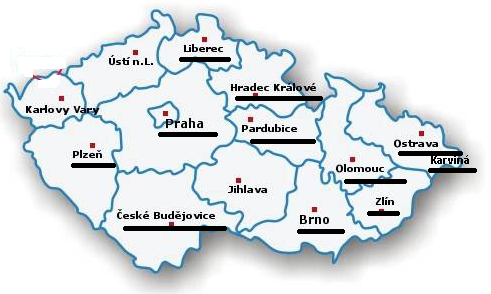 Liberec
Ústí n.L.
Hradec Králové
Karlovy Vary
Praha
Pardubice
Ostrava
Plzeň
Karviná
Olomouc
Jihlava
Zlín
České Budějovice
Brno